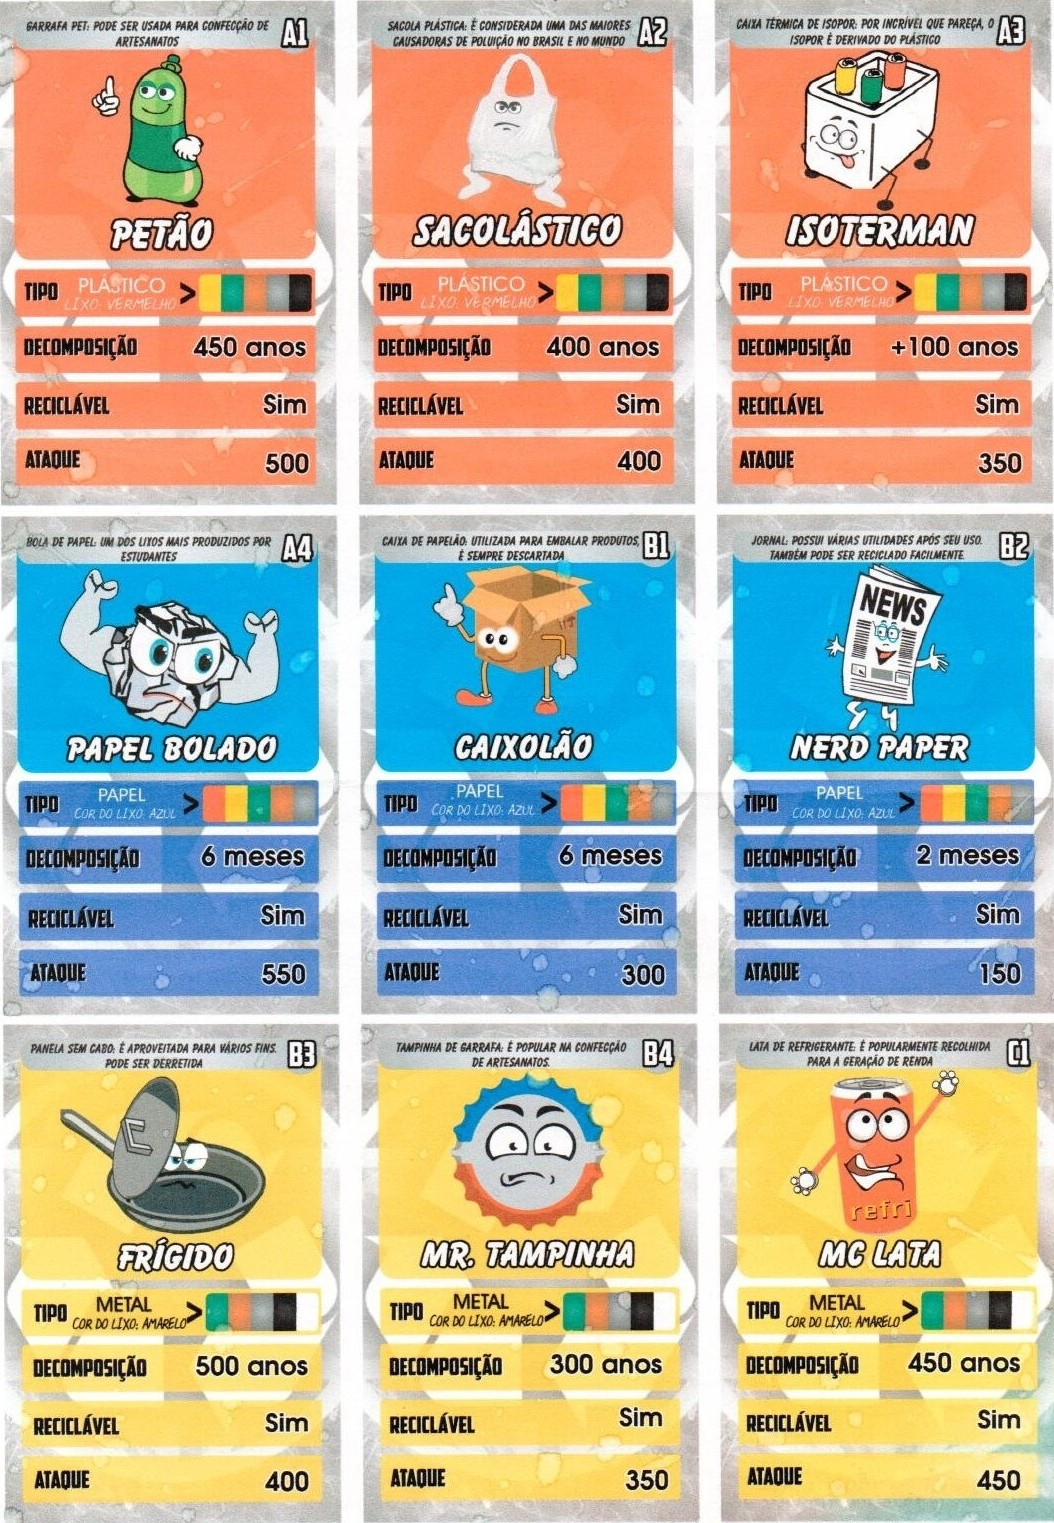 GARRAFA PET: PODE SER USADA PARA CONFECÇÃO DE
ARTESANATOS
A1
PETÃO
TIPO PLÁSTICO >
LIXO: VERMELHO
DECOMPOSIÇÃO 450 anos
RECICLÁVEL Sim
ATAQUE 500
SACOLA PLÁSTICA: É CONSIDERADA UMA DAS MAIORES
CAUSADORAS DE POLUIÇÃO NO BRASIL E NO MUNDO
A2
SACOLÁSTICO
TIPO PLÁSTICO >
LIXO: VERMELHO
DECOMPOSIÇÃO 400 anos
RECICLÁVEL Sim
ATAQUE 400
CAIXA TÉRMICA DE ISOPOR: POR INCRÍVEL QUE PAREÇA, O
ISOPOR É DERIVADO DO PLÁSTICO
A3
ISOTERMAN
TIPO PLÁSTICO >
LIXO: VERMELHO
DECOMPOSIÇÃO +100 anos
RECICLÁVEL Sim
ATAQUE 350
BOLA DE PAPEL: UM DOS LIXOS MAIS PRODUZIDOS POR
ESTUDANTES
A4
PAPEL BOLADO
TIPO PAPEL >
COR DO LIXO: AZUL
DECOMPOSIÇÃO 6 meses
RECICLÁVEL Sim
ATAQUE 550
CAIXA DE PAPELÃO: UTILIZADA PARA EMBALAR PRODUTOS,
É SEMPRE DESCARTADA
B1
CAIXOLÃO
TIPO PAPEL >
COR DO LIXO: AZUL
DECOMPOSIÇÃO 6 meses
RECICLÁVEL Sim
ATAQUE 300
JORNAL: POSSUI VÁRIAS UTILIDADES APÓS SEU USO.
TAMBÉM PODE SER RECICLADO FACILMENTE
B2
NEWS
NERD PAPER
TIPO PAPEL >
COR DO LIXO: AZUL
DECOMPOSIÇÃO 2 meses
RECICLÁVEL Sim
ATAQUE 150
PANELA SEM CABO: É APROVEITADA PARA VÁRIOS FINS.
PODE SER DERRETIDA
B3
FRÍGIDO
TIPO METAL >
COR DO LIXO: AMARELO
DECOMPOSIÇÃO 500 anos
RECICLÁVEL Sim
ATAQUE 400
TAMPINHA DE GARRAFA: É POPULAR NA CONFECÇÃO
DE ARTESANATOS.
B4
MR. TAMPINHA
TIPO METAL >
COR DO LIXO: AMARELO
DECOMPOSIÇÃO 300 anos
RECICLÁVEL Sim
ATAQUE 350
LATA DE REFRIGERANTE: É POPULARMENTE RECOLHIDA
PARA A GERAÇÃO DE RENDA
C1
refri
MC LATA
TIPO METAL >
COR DO LIXO: AMARELO
DECOMPOSIÇÃO 450 anos
RECICLÁVEL Sim
ATAQUE 450